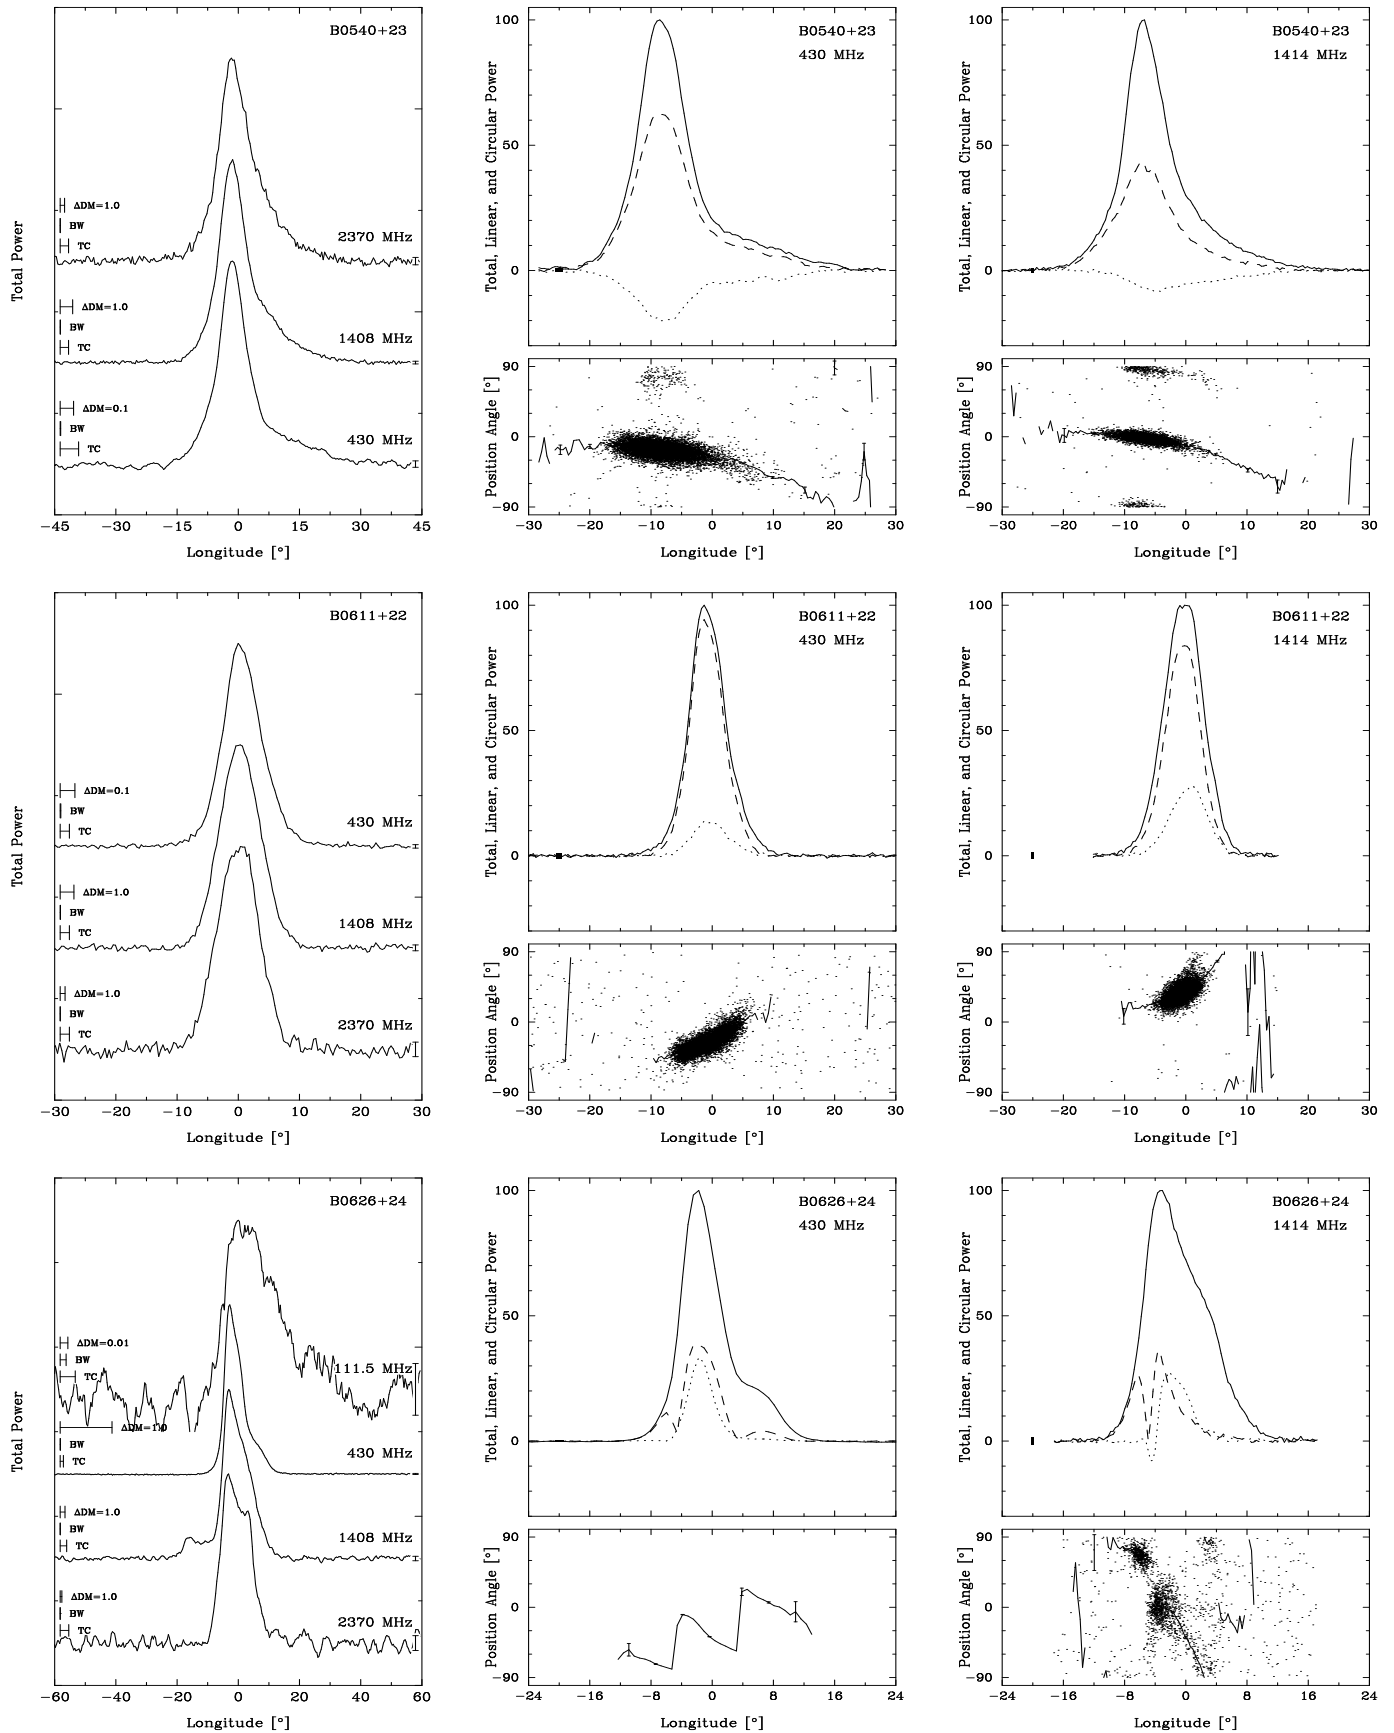 B0540+23
Total Power
ΔDM=1.0
BW
TC
2370 MHz
ΔDM=1.0
BW
TC
1408 MHz
ΔDM=0.1
BW
TC
430 MHz
−45 −30 −15 0 15 30 45
Longitude [°]
B0540+23
430 MHz
Total, Linear, and Circular Power
100
50
0
Position Angle [°]
90
0
−90
−30 −20 −10 0 10 20 30
Longitude [°]
B0540+23
1414 MHz
Total, Linear, and Circular Power
100
50
0
Position Angle [°]
90
0
−90
−30 −20 −10 0 10 20 30
Longitude [°]
B0611+22
Total Power
ΔDM=0.1
BW
TC
430 MHz
ΔDM=1.0
BW
TC
1408 MHz
ΔDM=1.0
BW
TC
2370 MHz
−30 −20 −10 0 10 20 30
Longitude [°]
B0611+22
430 MHz
Total, Linear, and Circular Power
100
50
0
Position Angle [°]
90
0
−90
−30 −20 −10 0 10 20 30
Longitude [°]
B0611+22
1414 MHz
Total, Linear, and Circular Power
100
50
0
Position Angle [°]
90
0
−90
−30 −20 −10 0 10 20 30
Longitude [°]
B0626+24
Total Power
ΔDM=0.01
BW
TC
111.5 MHz
ΔDM=1.0
BW
TC
430 MHz
ΔDM=1.0
BW
TC
1408 MHz
ΔDM=1.0
BW
TC
2370 MHz
−60 −40 −20 0 20 40 60
Longitude [°]
B0626+24
430 MHz
Total, Linear, and Circular Power
100
50
0
Position Angle [°]
90
0
−90
−24 −16 −8 0 8 16 24
Longitude [°]
B0626+24
1414 MHz
Total, Linear, and Circular Power
100
50
0
Position Angle [°]
90
0
−90
−24 −16 −8 0 8 16 24
Longitude [°]